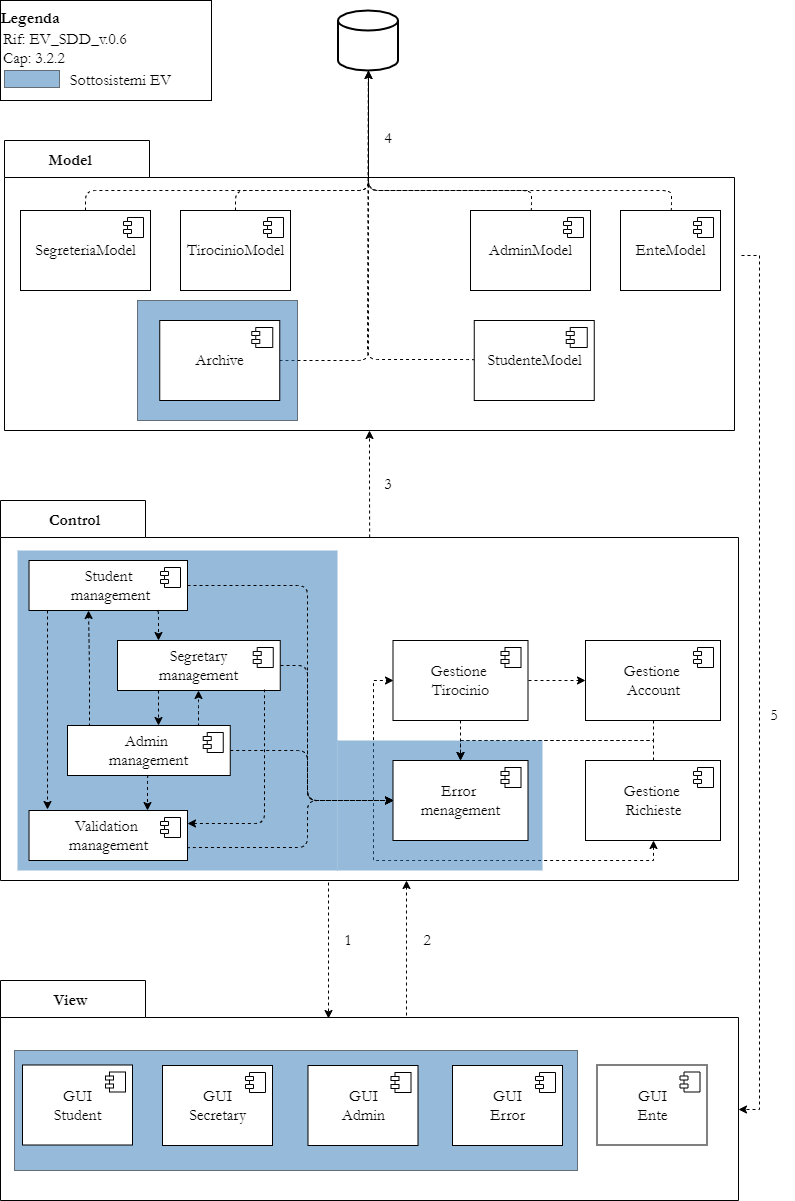 Legenda
Rif: EV_SDD_v.0.6
Cap: 3.2.2
Sottosistemi EV
4
Model
SegreteriaModel
TirocinioModel
AdminModel
EnteModel
Archive
StudenteModel
3
Control
Student
management
Segretary
management
Admin
management
Validation
management
Gestione
Tirocinio
Gestione
Account
Error
menagement
Gestione
Richieste
5
1
2
View
GUI
Student
GUI
Secretary
GUI
Admin
GUI
Error
GUI
Ente